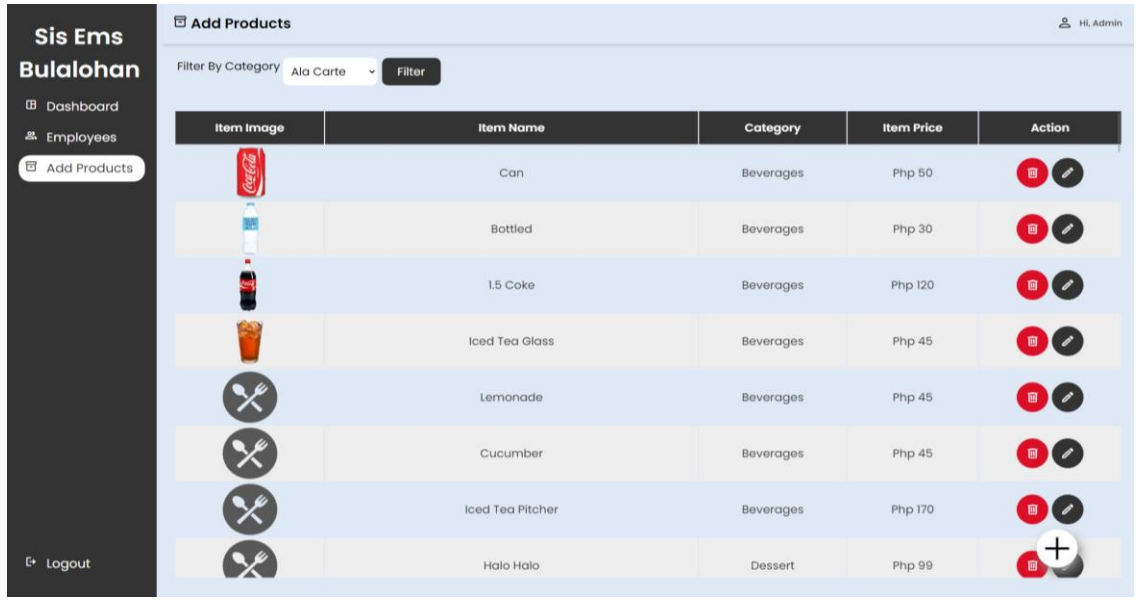 Sis Ems
Bulalohan
Dashboard
Employees
Add Products
Logout
Add Products
Hi, Admin
Filter By Category Ala Carte Filter
Item Image Item Name Category Item Price Action
Coca-Cola Can Beverages Php 50
Bottled Beverages Php 30
1.5 Coke Beverages Php 120
Iced Tea Glass Beverages Php 45
Lemonade Beverages Php 45
Cucumber Beverages Php 45
Iced Tea Pitcher Beverages Php 170
Halo Halo Dessert Php 99